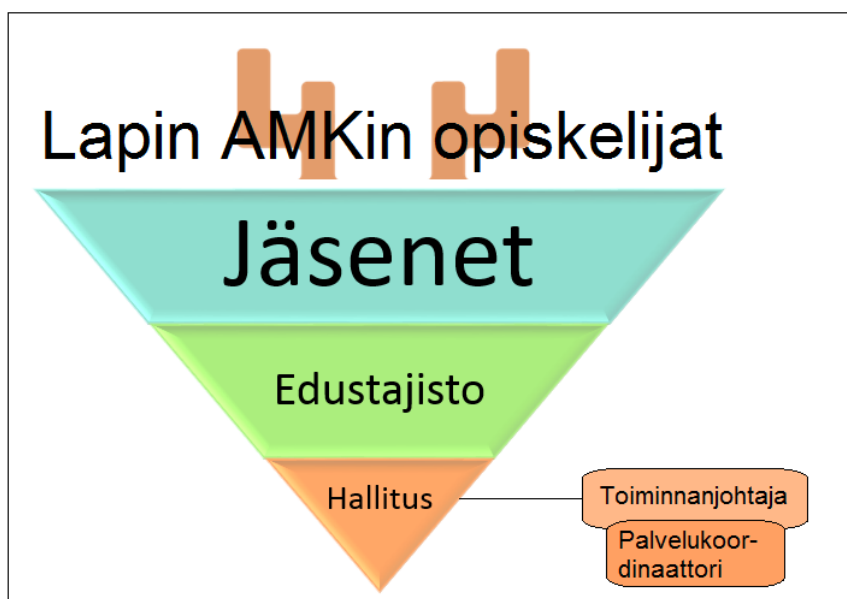 Lapin AMKin opiskelijat
Jäsenet
Edustajisto
Hallitus
Toiminnanjohtaja
Palvelukoor-
dinaattori